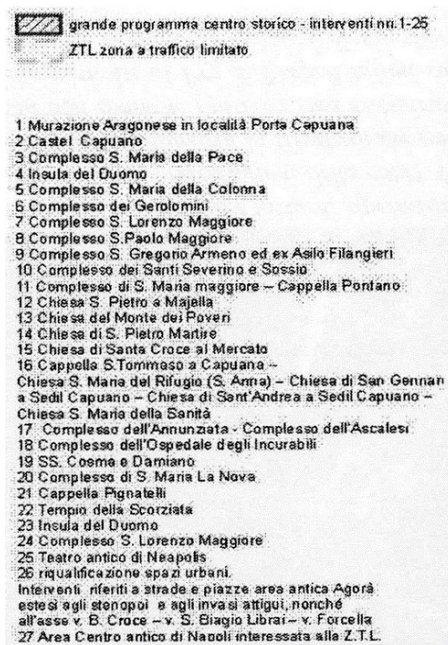 grande programma centro storico - interventi nn. 1-25
ZTL zona a traffico limitato
1 Murazione Aragonese in località Porta Capuana
2 Castel Capuano
3 Complesso S. Maria della Pace
4 Insula del Duomo
5 Complesso S. Maria della Colonna
6 Complesso dei Gerolomini
7 Complesso S. Lorenzo Maggiore
8 Complesso S.Paolo Maggiore
9 Complesso S. Gregorio Armeno ed ex Asilo Filangieri
10 Complesso dei Santi Severino e Sossio
11 Complesso di S. Maria maggiore – Cappella Pontano
12 Chiesa S. Pietro a Majella
13 Chiesa del Monte dei Poveri
14 Chiesa di S. Pietro Martire
15 Chiesa di Santa Croce al Mercato
16 Cappella S.Tommaso a Capuana –
Chiesa S. Maria del Rifugio (S. Anna) – Chiesa di San Gennar
a Sedil Capuano – Chiesa di Sant'Andrea a Sedil Capuano –
Chiesa S. Maria della Sanità
17 Complesso dell'Annunziata - Complesso dell'Ascalesi
18 Complesso dell'Ospedale degli Incurabili
19 SS. Cosma e Damiano
20 Complesso di S. Maria La Nova
21 Cappella Pignatelli
22 Tempio della Scorziata
23 Insula del Duomo
24 Complesso S. Lorenzo Maggiore
25 Teatro antico di Neapolis
26 riqualificazione spazi urbani.
Interventi riferiti a strade e piazze area antica Agorà
estesi agli stenopoi e agli invasi attigui, nonché
all'asse v. B. Croce – v. S. Biagio Librai – v. Forcella
27 Area Centro antico di Napoli interessata alla Z.T.L.